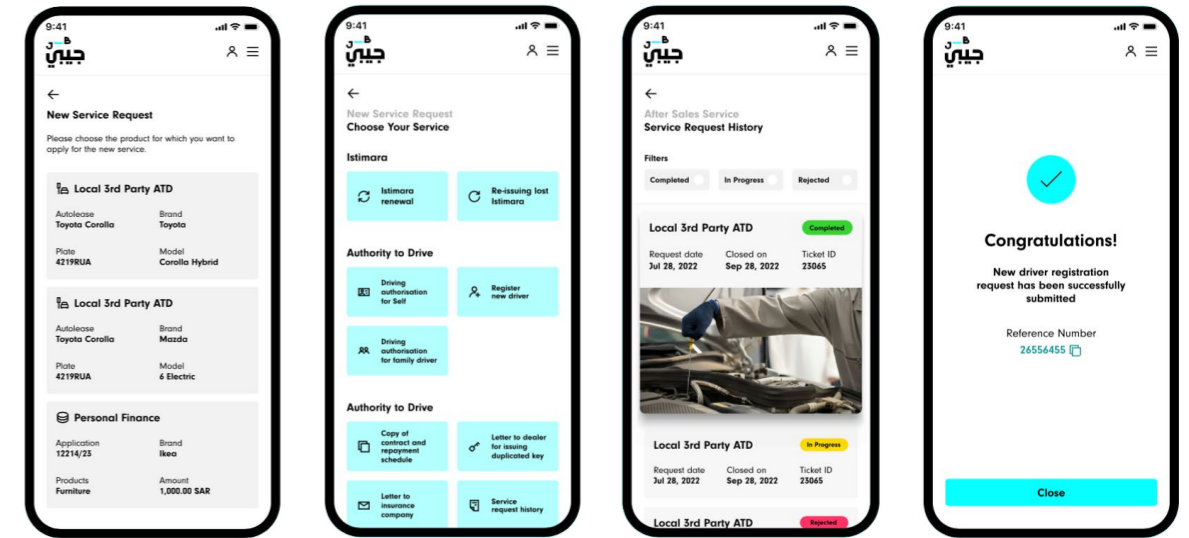 9:41
جيبي
New Service Request
Please choose the product for which you want to
apply for the new service.
Local 3rd Party ATD
Autolease Brand
Toyota Corolla Toyota
Plate Model
4219RUA Corolla Hybrid
Local 3rd Party ATD
Autolease Brand
Toyota Corolla Mazda
Plate Model
4219RUA 6 Electric
Personal Finance
Application Brand
12214/23 Ikea
Products Amount
Furniture 1,000.00 SAR
9:41
جيبي
New Service Request
Choose Your Service
Istimara
Istimara
renewal
Re-issuing lost
Istimara
Authority to Drive
Driving
authorisation
for Self
Register
new driver
Driving
authorisation
for family driver
Authority to Drive
Copy of
contract and
repayment
schedule
Letter to dealer
for issuing
duplicated key
Letter to
insurance
company
Service
request history
9:41
جيبي
After Sales Service
Service Request History
Filters
Completed In Progress Rejected
Local 3rd Party ATD Completed
Request date Closed on Ticket ID
Jul 28, 2022 Sep 28, 2022 23065
Local 3rd Party ATD In Progress
Request date Closed on Ticket ID
Jul 28, 2022 Sep 28, 2022 23065
Local 3rd Party ATD Rejected
9:41
جيبي
Congratulations!
New driver registration
request has been successfully
submitted
Reference Number
26556455
Close